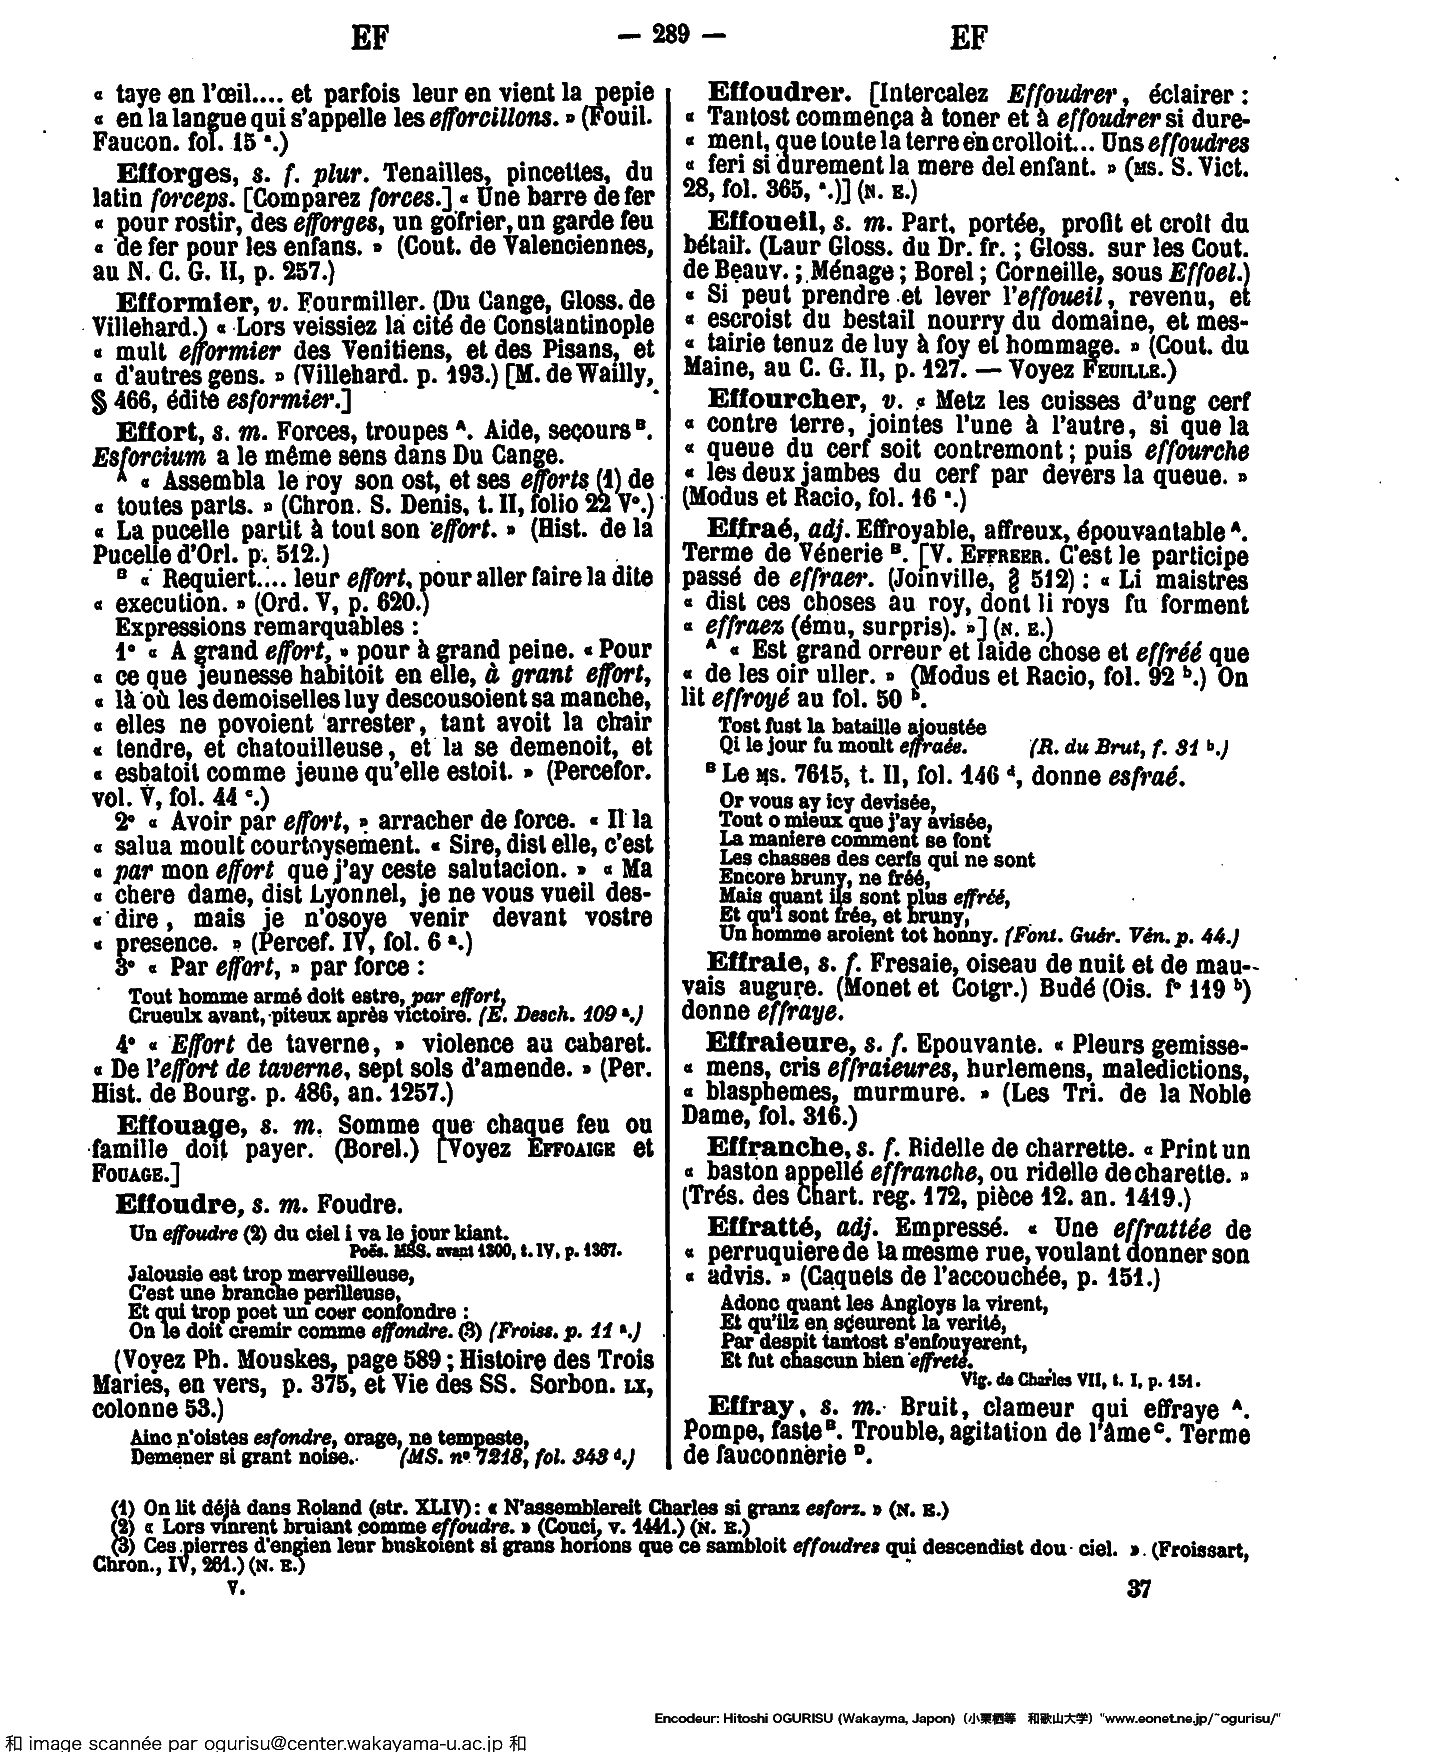 EF — 289 — EF
« taye en l'œil.... et parfois leur en vient la pepie
« en la langue qui s'appelle les efforcillons. » (Fouil.
Faucon. fol. 15 ª.)
Efforges, s. f. plur. Tenailles, pincettes, du
latin forceps. [Comparez forces.] « Une barre de fer
« pour rostir, des efforges, un gofrier, un garde feu
« de fer pour les enfans. » (Cout. de Valenciennes,
au N. C. G. II, p. 257.)
Efformier, v. Fourmiller. (Du Cange, Gloss. de
Villehard.) « Lors veissiez la cité de Constantinople
« mult efformier des Venitiens, et des Pisans, et
« d'autres gens. » (Villehard. p. 193.) [M. de Wailly,
§ 466, édite esformier.]
Effort, s. m. Forces, troupes ᴬ. Aide, secours ᴮ.
Esforcium a le même sens dans Du Cange.
ᴬ « Assembla le roy son ost, et ses efforts (1) de
« toutes parts. » (Chron. S. Denis, t. II, folio 22 Vº.)
« La pucelle partit à tout son effort. » (Hist. de la
Pucelle d'Orl. p. 512.)
ᴮ « Requiert.... leur effort, pour aller faire la dite
« execution. » (Ord. V, p. 620.)
Expressions remarquables :
1º « A grand effort, » pour à grand peine. « Pour
« ce que jeunesse habitoit en elle, à grant effort,
« là où les demoiselles luy descousoient sa manche,
« elles ne povoient arrester, tant avoit la chair
« tendre, et chatouilleuse, et la se demenoit, et
« esbatoit comme jeune qu'elle estoit. » (Percefor.
vol. V, fol. 44 ᶜ.)
2º « Avoir par effort, » arracher de force. « Il la
« salua moult courtoysement. « Sire, dist elle, c'est
« par mon effort que j'ay ceste salutacion. » « Ma
« chere dame, dist Lyonnel, je ne vous vueil des-
« dire, mais je n'osoye venir devant vostre
« presence. » (Percef. IV, fol. 6 ª.)
3º « Par effort, » par force :
Tout homme armé doit estre, par effort,
Crueulx avant, piteux après victoire. (E. Desch. 109 ª.)
4º « Effort de taverne, » violence au cabaret.
« De l'effort de taverne, sept sols d'amende. » (Per.
Hist. de Bourg. p. 486, an. 1257.)
Effouage, s. m. Somme que chaque feu ou
famille doit payer. (Borel.) [Voyez EFFOAIGE et
FOUAGE.]
Effoudre, s. m. Foudre.
Un effoudre (2) du ciel i va le jour kiant.
Poës. MSS. avant 1300, t. IV, p. 1367.
Jalousie est trop merveilleuse,
C'est une branche perilleuse,
Et qui trop poet un coer confondre :
On le doit cremir comme effondre. (3) (Froiss. p. 11 ª.)
(Voyez Ph. Mouskes, page 589 ; Histoire des Trois
Maries, en vers, p. 375, et Vie des SS. Sorbon. LX,
colonne 53.)
Ainc n'oistes esfondre, orage, ne tempeste,
Demener si grant noise. (MS. nº 7218, fol. 343 ᵈ.)
Effoudrer. [Intercalez Effoudrer, éclairer :
« Tantost commença à toner et à effoudrer si dure-
« ment, que toute la terre en crolloit... Uns effoudres
« feri si durement la mere del enfant. » (MS. S. Vict.
28, fol. 365, ª.)] (N. E.)
Effoueil, s. m. Part, portée, profit et croît du
bétail. (Laur Gloss. du Dr. fr. ; Gloss. sur les Cout.
de Beauv. ; Ménage ; Borel ; Corneille, sous Effoel.)
« Si peut prendre et lever l'effoueil, revenu, et
« escroist du bestail nourry du domaine, et mes-
« tairie tenuz de luy à foy et hommage. » (Cout. du
Maine, au C. G. II, p. 127. — Voyez FEUILLE.)
Effourcher, v. « Metz les cuisses d'ung cerf
« contre terre, jointes l'une à l'autre, si que la
« queue du cerf soit contremont ; puis effourche
« les deux jambes du cerf par devers la queue. »
(Modus et Racio, fol. 16 ª.)
Effraé, adj. Effroyable, affreux, épouvantable ᴬ.
Terme de Vénerie ᴮ. [V. EFFREER. C'est le participe
passé de effraer. (Joinville, § 512) : « Li maistres
« dist ces choses au roy, dont li roys fu forment
« effraez (ému, surpris). »] (N. E.)
ᴬ « Est grand orreur et laide chose et effréé que
« de les oir uller. » (Modus et Racio, fol. 92 ᵇ.) On
lit effroyé au fol. 50 ᵇ.
Tost fust la bataille ajoustée
Qi le jour fu moult effraée. (R. du Brut, f. 31 ᵇ.)
ᴮ Le MS. 7615, t. II, fol. 146 ᵈ, donne esfraé.
Or vous ay icy devisée,
Tout o mieux que j'ay avisée,
La maniere comment se font
Les chasses des cerfs qui ne sont
Encore bruny, ne fréé,
Mais quant ils sont plus effréé,
Et qu'i sont frée, et bruny,
Un homme aroient tot honny. (Font. Guér. Vén. p. 44.)
Effraie, s. f. Fresaie, oiseau de nuit et de mau-
vais augure. (Monet et Cotgr.) Budé (Ois. fº 119 ᵇ)
donne effraye.
Effraieure, s. f. Epouvante. « Pleurs gemisse-
« mens, cris effraieures, hurlemens, maledictions,
« blasphemes, murmure. » (Les Tri. de la Noble
Dame, fol. 316.)
Effranche, s. f. Ridelle de charrette. « Print un
« baston appellé effranche, ou ridelle de charette. »
(Trés. des Chart. reg. 172, pièce 12. an. 1419.)
Effratté, adj. Empressé. « Une effrattée de
« perruquiere de la mesme rue, voulant donner son
« advis. » (Caquets de l'accouchée, p. 151.)
Adonc quant les Angloys la virent,
Et qu'ilz en sçeurent la verité,
Par despit tantost s'enfouyerent,
Et fut chascun bien effreté.
Vig. de Charles VII, t. I, p. 151.
Effray, s. m. Bruit, clameur qui effraye ᴬ.
Pompe, faste ᴮ. Trouble, agitation de l'âme ᶜ. Terme
de fauconnerie ᴰ.
(1) On lit déjà dans Roland (str. XLIV) : « N'assemblereit Charles si granz esforz. » (N. E.)
(2) « Lors vinrent bruiant comme effoudre. » (Couci, v. 1441.) (N. E.)
(3) Ces pierres d'engien leur buskoient si grans horions que ce sambloit effoudres qui descendist dou ciel. » (Froissart,
Chron., IV, 261.) (N. E.)
V. 37
Encodeur: Hitoshi OGURISU (Wakayma, Japon) (小栗栖等 和歌山大学) "www.eonet.ne.jp/~ogurisu/"
和 image scannée par ogurisu@center.wakayama-u.ac.jp 和